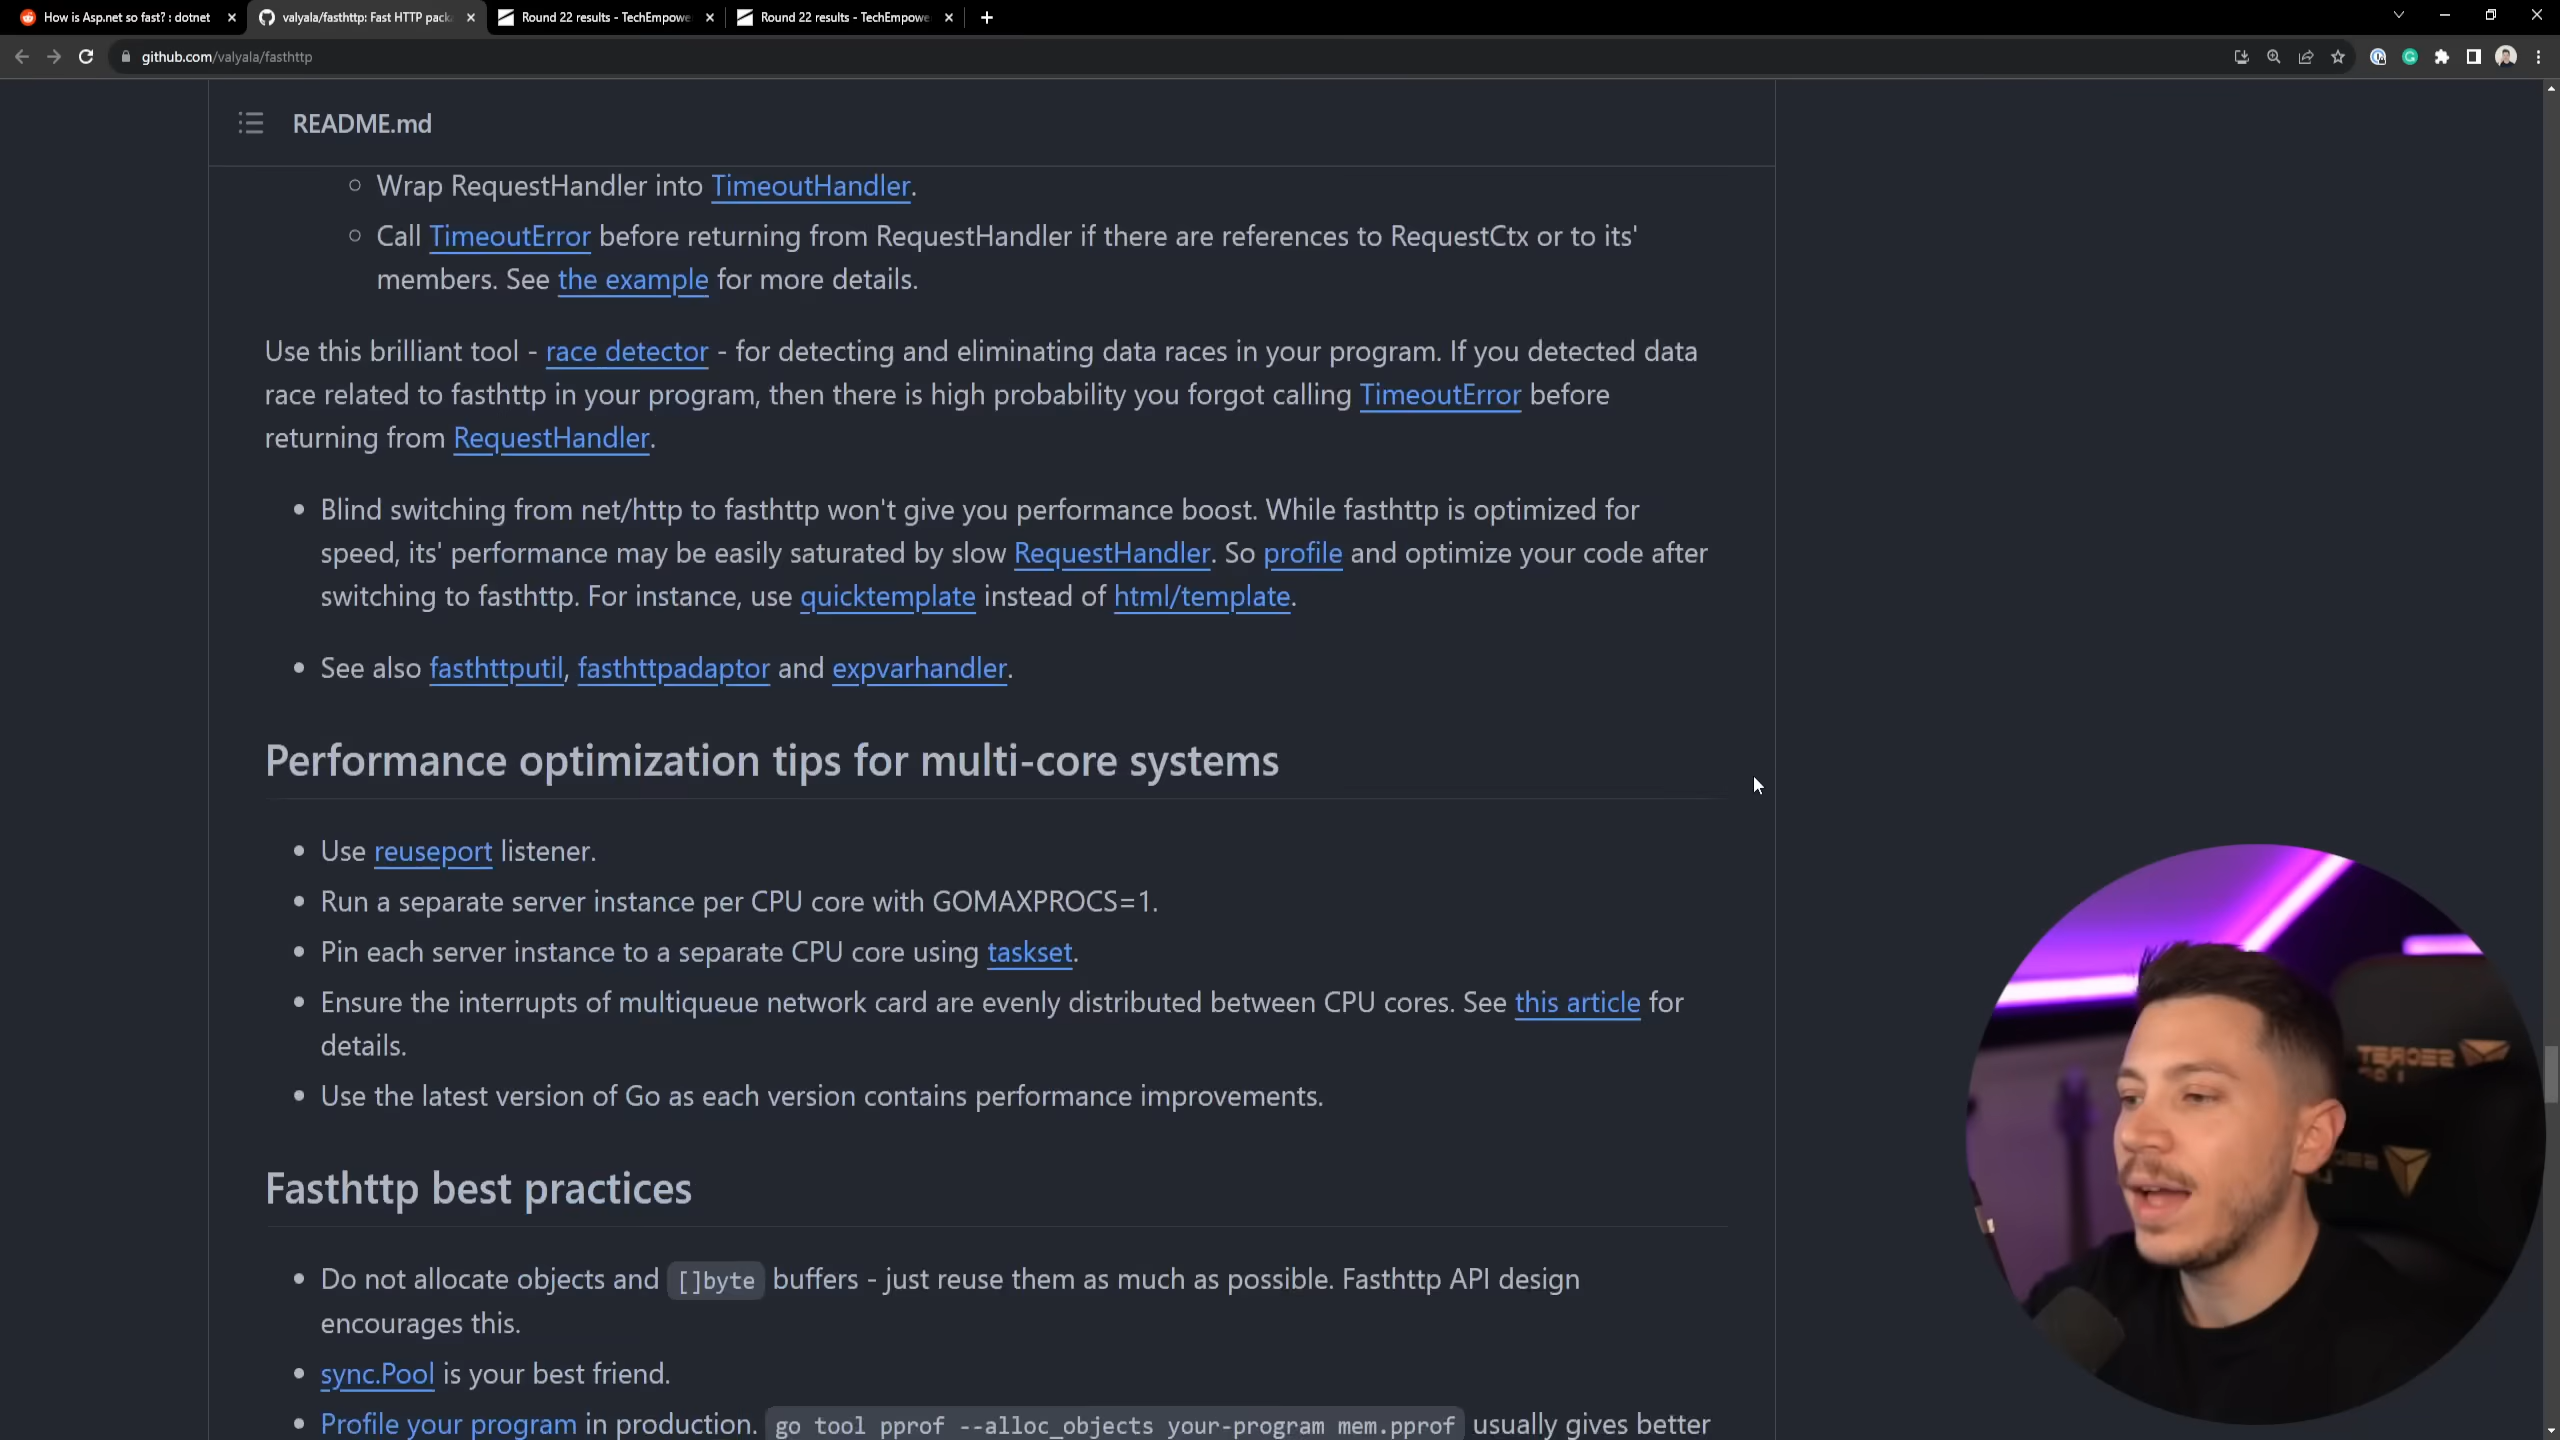 How is Asp.net so fast? : dotnet
valyala/fasthttp: Fast HTTP pack
Round 22 results - TechEmpowe
Round 22 results - TechEmpowe
github.com/valyala/fasthttp
README.md
Wrap RequestHandler into TimeoutHandler.
Call TimeoutError before returning from RequestHandler if there are references to RequestCtx or to its'
members. See the example for more details.
Use this brilliant tool - race detector - for detecting and eliminating data races in your program. If you detected data
race related to fasthttp in your program, then there is high probability you forgot calling TimeoutError before
returning from RequestHandler.
Blind switching from net/http to fasthttp won't give you performance boost. While fasthttp is optimized for
speed, its' performance may be easily saturated by slow RequestHandler. So profile and optimize your code after
switching to fasthttp. For instance, use quicktemplate instead of html/template.
See also fasthttputil, fasthttpadaptor and expvarhandler.
Performance optimization tips for multi-core systems
Use reuseport listener.
Run a separate server instance per CPU core with GOMAXPROCS=1.
Pin each server instance to a separate CPU core using taskset.
Ensure the interrupts of multiqueue network card are evenly distributed between CPU cores. See this article for
details.
Use the latest version of Go as each version contains performance improvements.
Fasthttp best practices
Do not allocate objects and []byte buffers - just reuse them as much as possible. Fasthttp API design
encourages this.
sync.Pool is your best friend.
Profile your program in production. go tool pprof --alloc_objects your-program mem.pprof usually gives better